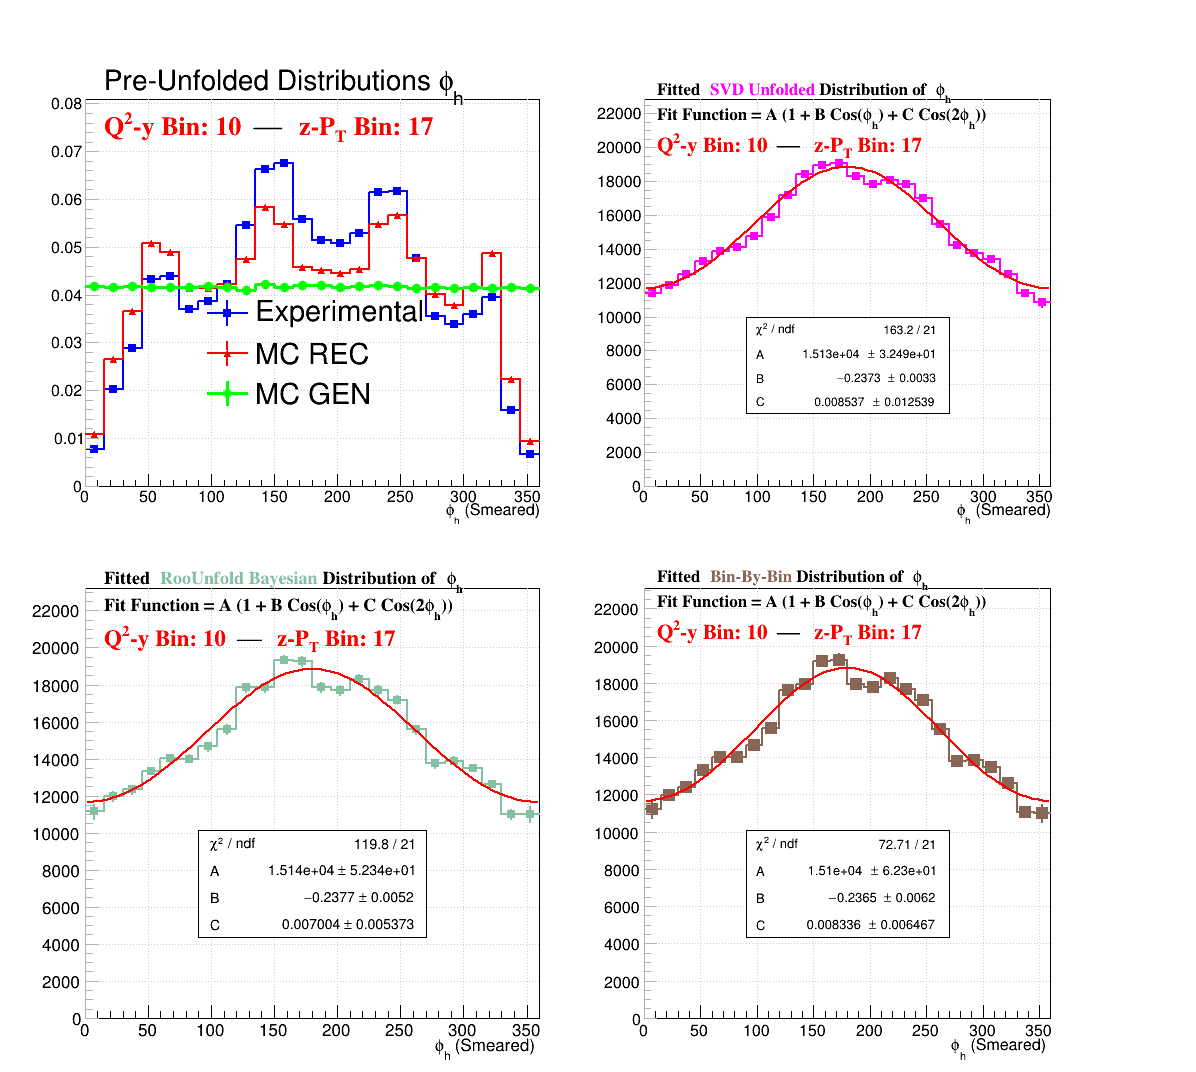 Pre-Unfolded Distributions ϕh
Q²-y Bin: 10 — z-PT Bin: 17
0.08
0.07
0.06
0.05
0.04
0.03
0.02
0.01
0
Experimental
MC REC
MC GEN
0 50 100 150 200 250 300 350
ϕh (Smeared)
Fitted SVD Unfolded Distribution of ϕh
Fit Function = A (1 + B Cos(ϕh) + C Cos(2ϕh))
Q²-y Bin: 10 — z-PT Bin: 17
22000
20000
18000
16000
14000
12000
10000
8000
6000
4000
2000
0
χ² / ndf 163.2 / 21
A 1.513e+04 ± 3.249e+01
B −0.2373 ± 0.0033
C 0.008537 ± 0.012539
0 50 100 150 200 250 300 350
ϕh (Smeared)
Fitted RooUnfold Bayesian Distribution of ϕh
Fit Function = A (1 + B Cos(ϕh) + C Cos(2ϕh))
Q²-y Bin: 10 — z-PT Bin: 17
22000
20000
18000
16000
14000
12000
10000
8000
6000
4000
2000
0
χ² / ndf 119.8 / 21
A 1.514e+04 ± 5.234e+01
B −0.2377 ± 0.0052
C 0.007004 ± 0.005373
0 50 100 150 200 250 300 350
ϕh (Smeared)
Fitted Bin-By-Bin Distribution of ϕh
Fit Function = A (1 + B Cos(ϕh) + C Cos(2ϕh))
Q²-y Bin: 10 — z-PT Bin: 17
22000
20000
18000
16000
14000
12000
10000
8000
6000
4000
2000
0
χ² / ndf 72.71 / 21
A 1.51e+04 ± 6.23e+01
B −0.2365 ± 0.0062
C 0.008336 ± 0.006467
0 50 100 150 200 250 300 350
ϕh (Smeared)